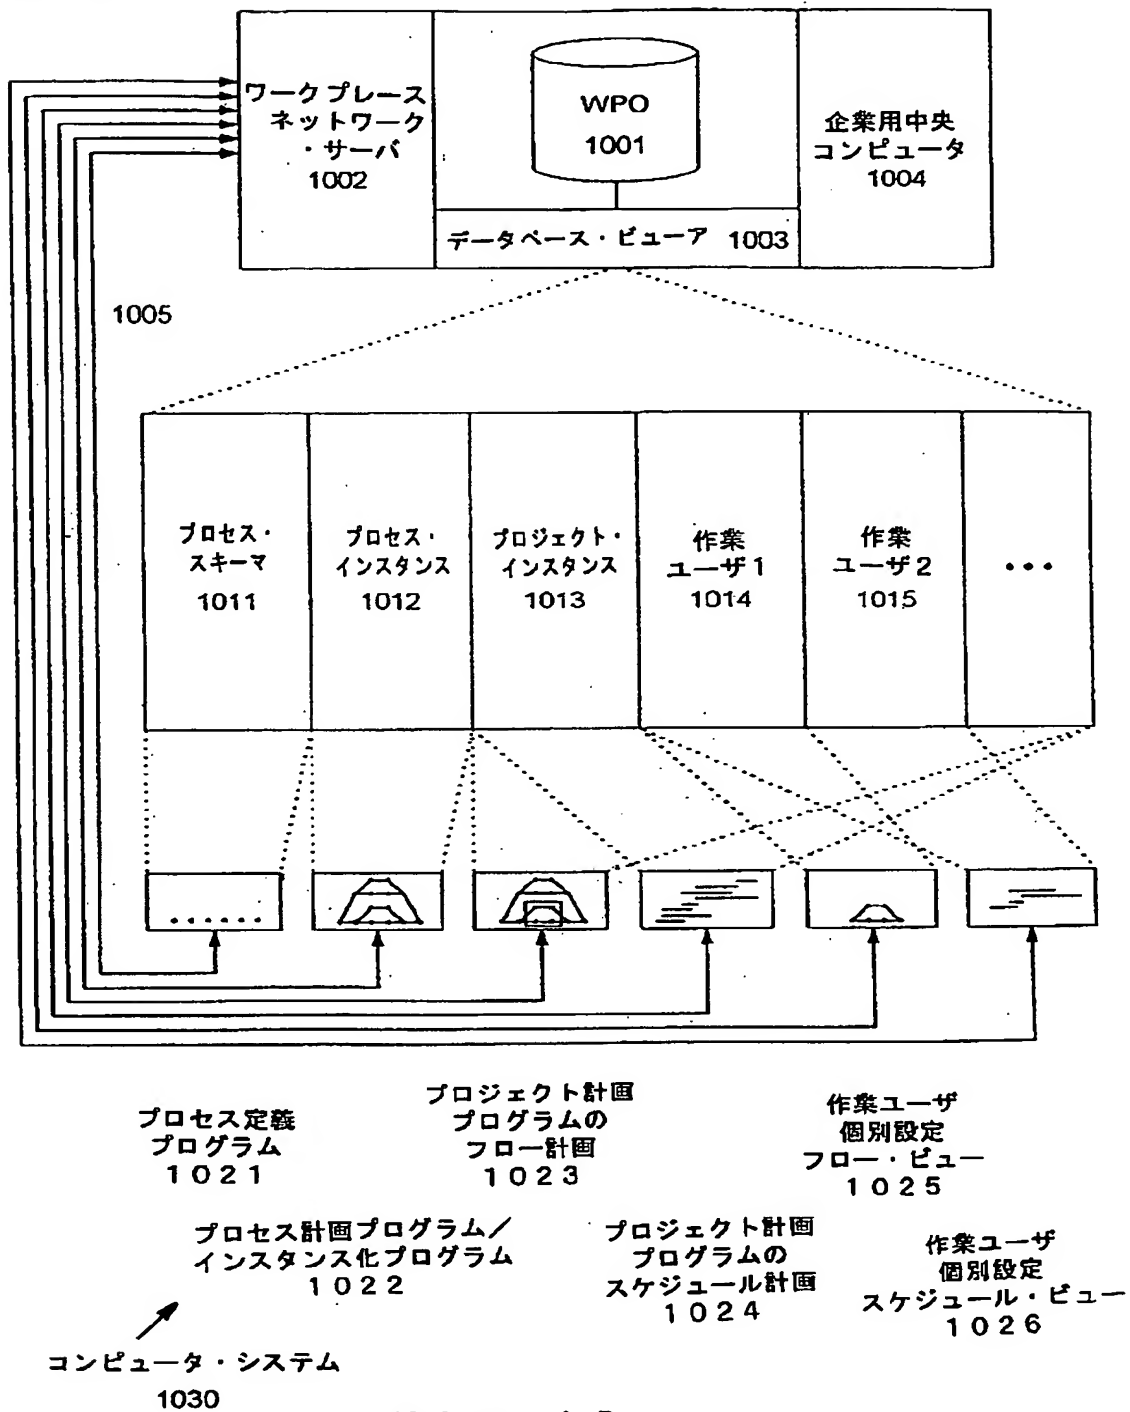 ワークプレース
ネットワーク
・サーバ
1002
WPO
1001
データベース・ビューア 1003
企業用中央
コンピュータ
1004
1005
プロセス・
スキーマ
1011
プロセス・
インスタンス
1012
プロジェクト・
インスタンス
1013
作業
ユーザ1
1014
作業
ユーザ2
1015
・・・
プロセス定義
プログラム
1021
プロジェクト計画
プログラムの
フロー計画
1023
作業ユーザ
個別設定
フロー・ビュー
1025
プロセス計画プログラム/
インスタンス化プログラム
1022
プロジェクト計画
プログラムの
スケジュール計画
1024
作業ユーザ
個別設定
スケジュール・ビュー
1026
コンピュータ・システム
1030